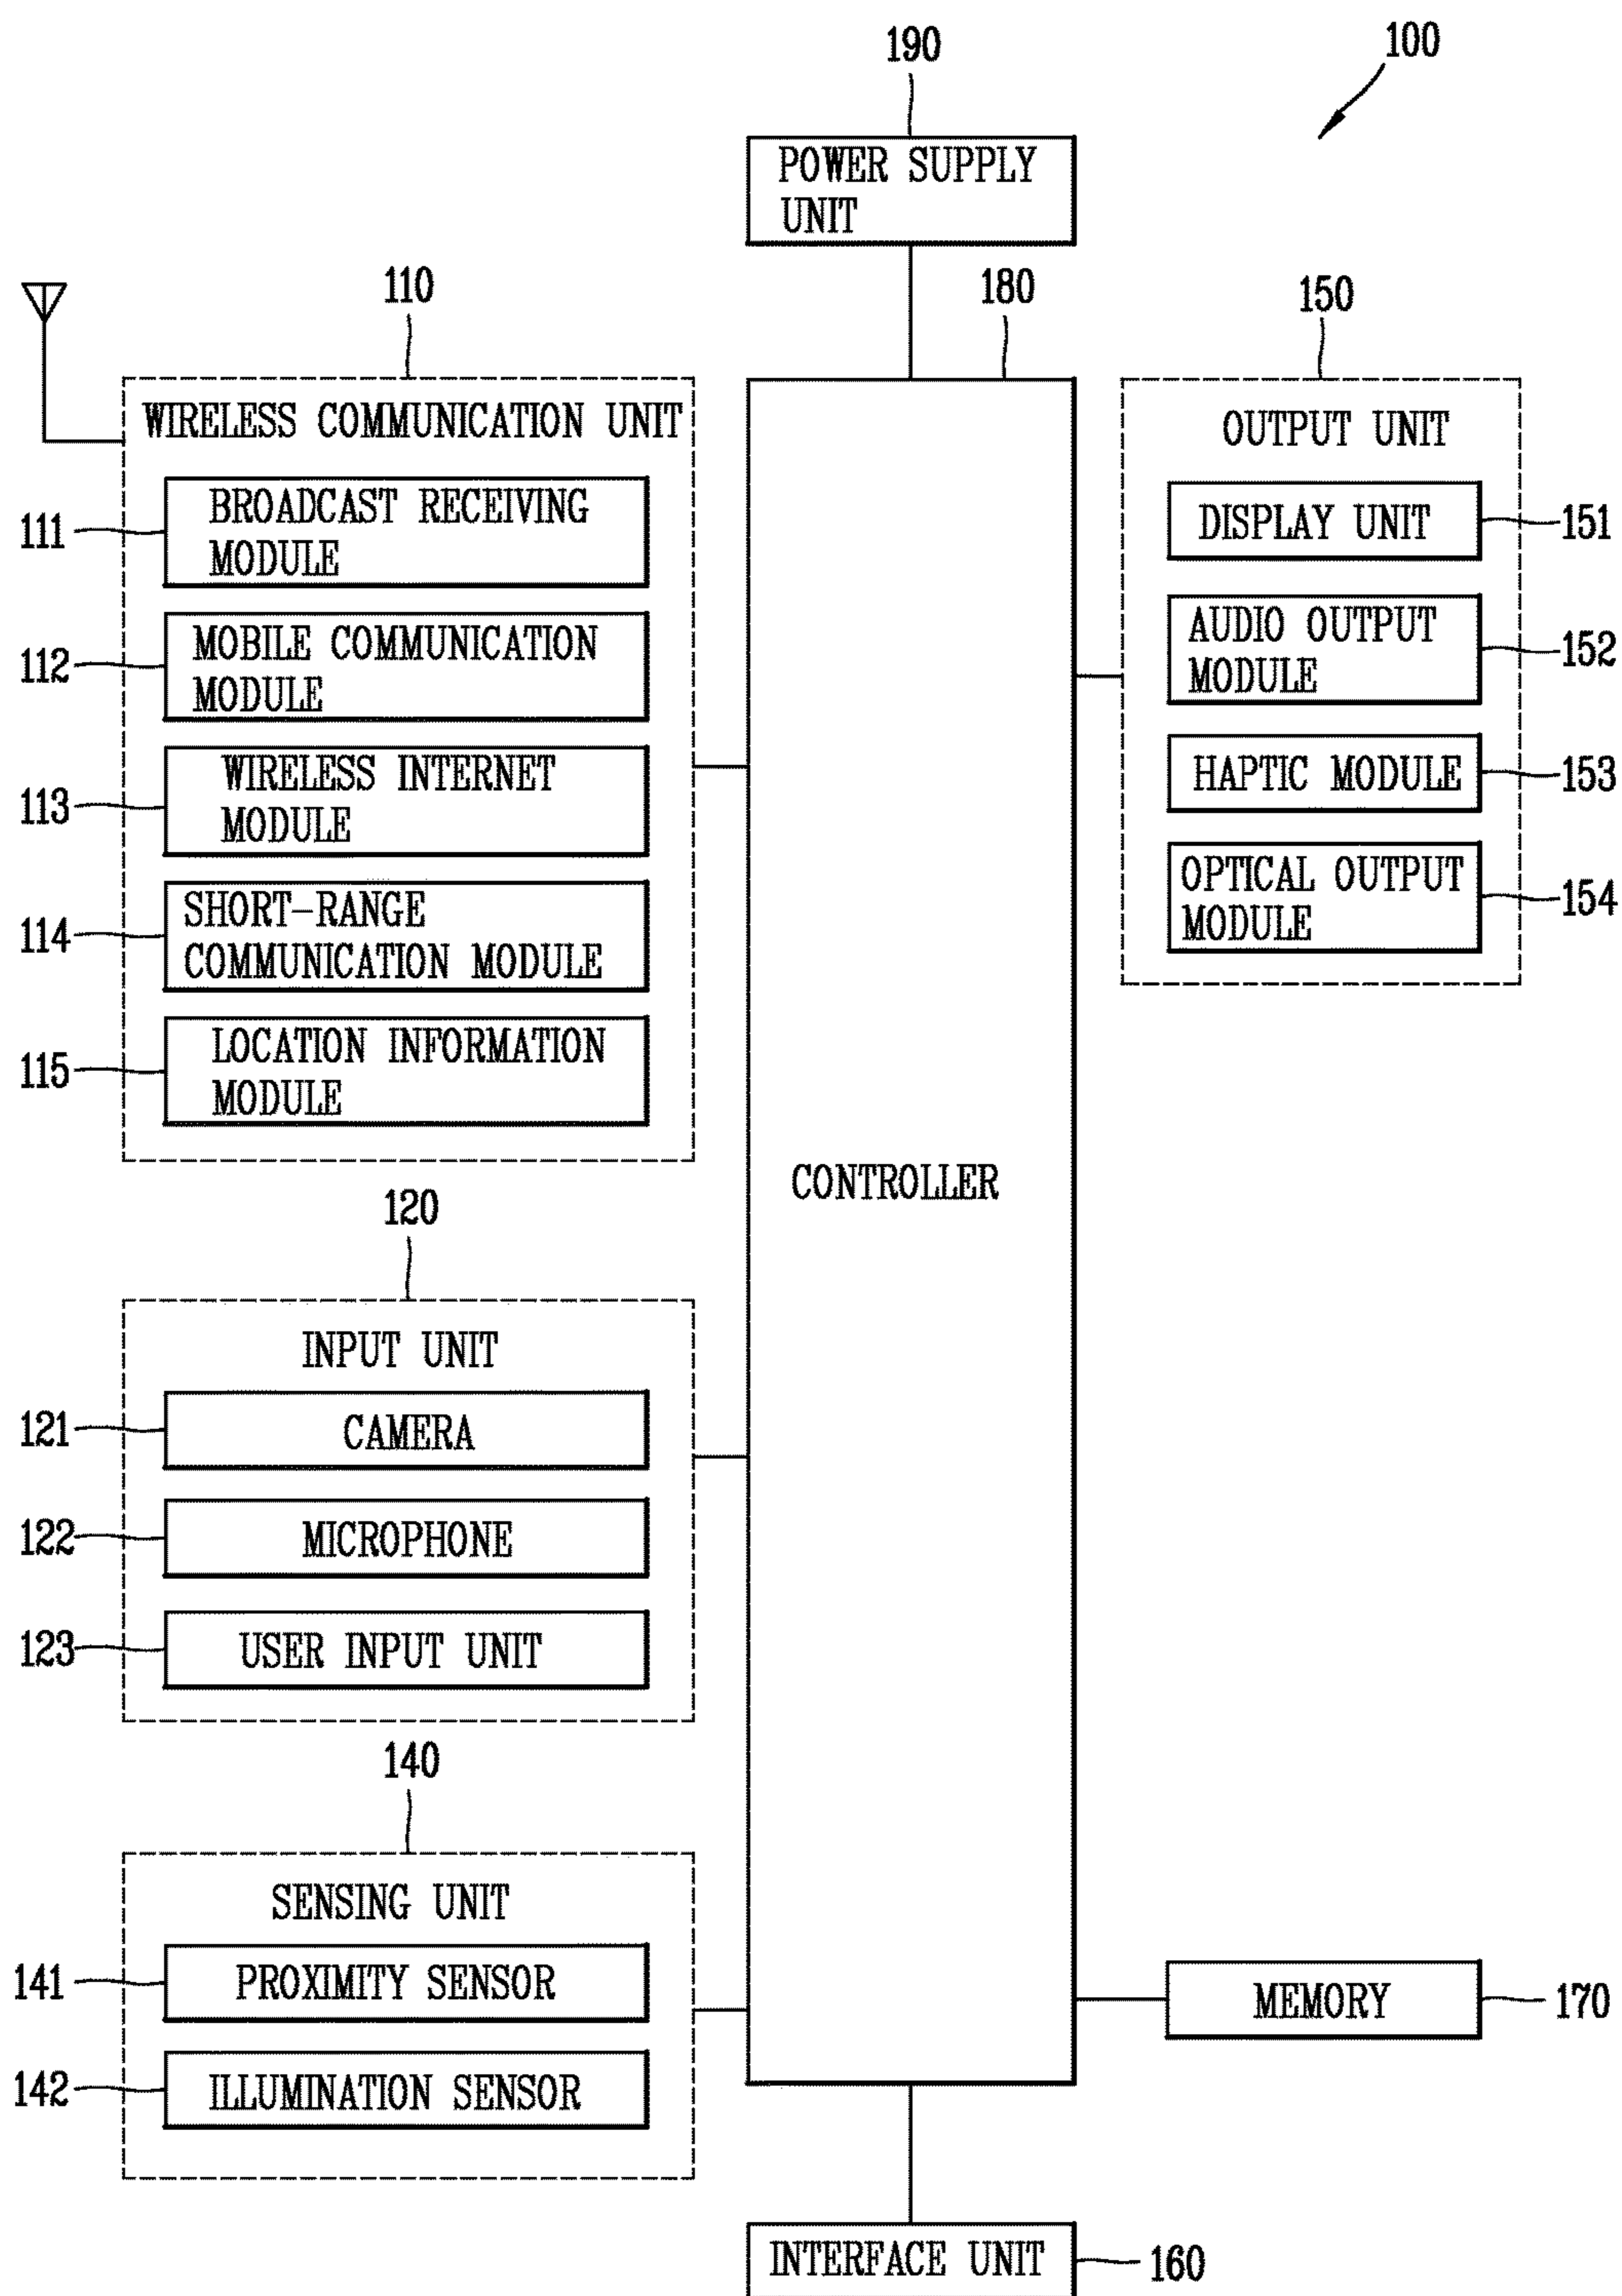 190
100
POWER SUPPLY
UNIT
110
180
150
WIRELESS COMMUNICATION UNIT
111
BROADCAST RECEIVING
MODULE
112
MOBILE COMMUNICATION
MODULE
113
WIRELESS INTERNET
MODULE
114
SHORT-RANGE
COMMUNICATION MODULE
115
LOCATION INFORMATION
MODULE
OUTPUT UNIT
DISPLAY UNIT
151
AUDIO OUTPUT
MODULE
152
HAPTIC MODULE
153
OPTICAL OUTPUT
MODULE
154
CONTROLLER
120
INPUT UNIT
121
CAMERA
122
MICROPHONE
123
USER INPUT UNIT
140
SENSING UNIT
141
PROXIMITY SENSOR
142
ILLUMINATION SENSOR
MEMORY
170
INTERFACE UNIT
160